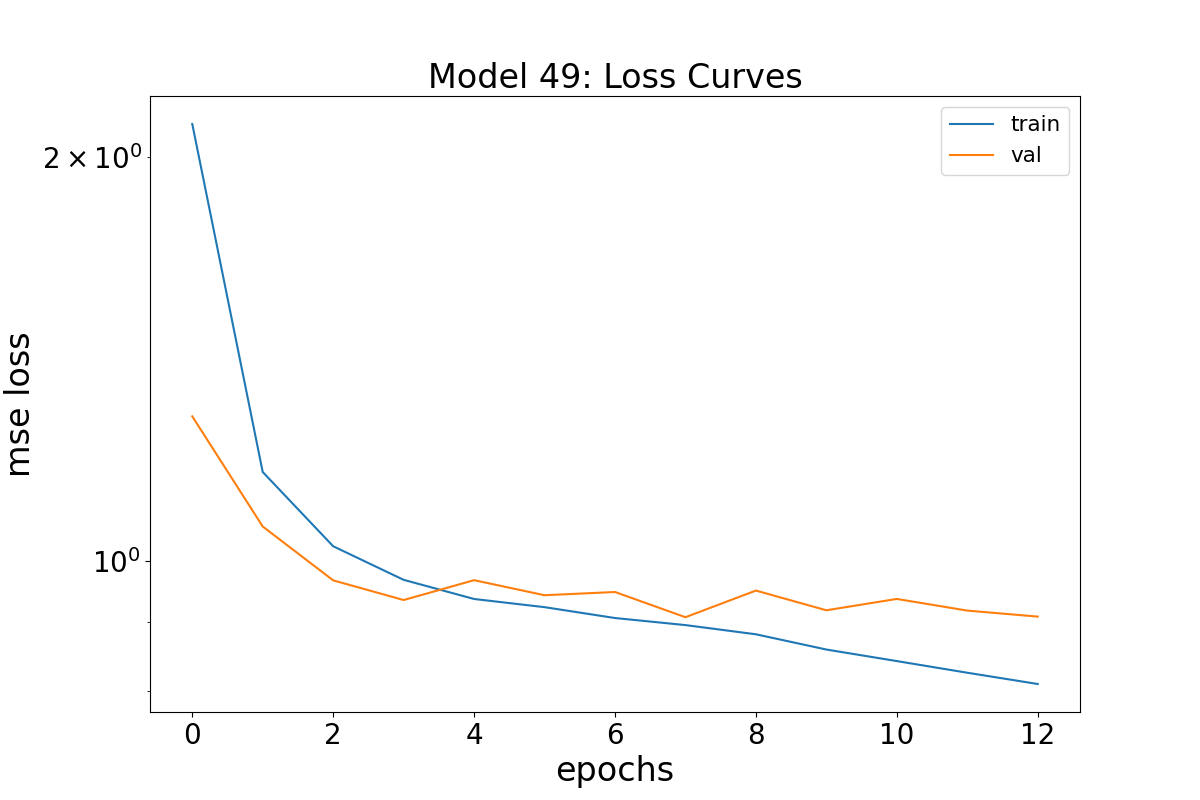 Model 49: Loss Curves
train
val
2 × 10⁰
10⁰
mse loss
0 2 4 6 8 10 12
epochs